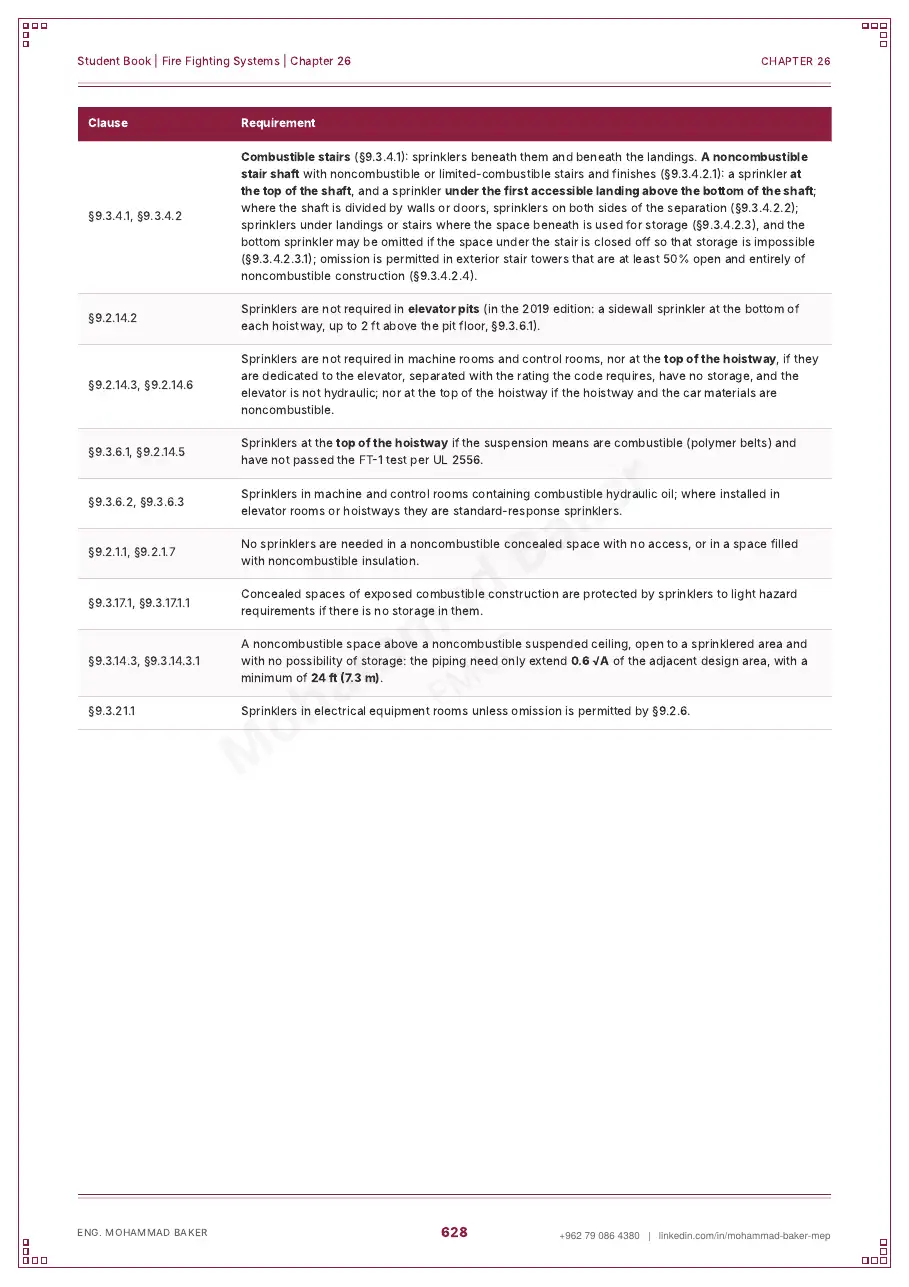 Student Book | Fire Fighting Systems | Chapter 26
CHAPTER 26
Clause
Requirement
§9.3.4.1, §9.3.4.2
Combustible stairs (§9.3.4.1): sprinklers beneath them and beneath the landings. A noncombustible
stair shaft with noncombustible or limited-combustible stairs and finishes (§9.3.4.2.1): a sprinkler at
the top of the shaft, and a sprinkler under the first accessible landing above the bottom of the shaft;
where the shaft is divided by walls or doors, sprinklers on both sides of the separation (§9.3.4.2.2);
sprinklers under landings or stairs where the space beneath is used for storage (§9.3.4.2.3), and the
bottom sprinkler may be omitted if the space under the stair is closed off so that storage is impossible
(§9.3.4.2.3.1); omission is permitted in exterior stair towers that are at least 50% open and entirely of
noncombustible construction (§9.3.4.2.4).
§9.2.14.2
Sprinklers are not required in elevator pits (in the 2019 edition: a sidewall sprinkler at the bottom of
each hoistway, up to 2 ft above the pit floor, §9.3.6.1).
§9.2.14.3, §9.2.14.6
Sprinklers are not required in machine rooms and control rooms, nor at the top of the hoistway, if they
are dedicated to the elevator, separated with the rating the code requires, have no storage, and the
elevator is not hydraulic; nor at the top of the hoistway if the hoistway and the car materials are
noncombustible.
§9.3.6.1, §9.2.14.5
Sprinklers at the top of the hoistway if the suspension means are combustible (polymer belts) and
have not passed the FT-1 test per UL 2556.
§9.3.6.2, §9.3.6.3
Sprinklers in machine and control rooms containing combustible hydraulic oil; where installed in
elevator rooms or hoistways they are standard-response sprinklers.
§9.2.1.1, §9.2.1.7
No sprinklers are needed in a noncombustible concealed space with no access, or in a space filled
with noncombustible insulation.
§9.3.17.1, §9.3.17.1.1
Concealed spaces of exposed combustible construction are protected by sprinklers to light hazard
requirements if there is no storage in them.
§9.3.14.3, §9.3.14.3.1
A noncombustible space above a noncombustible suspended ceiling, open to a sprinklered area and
with no possibility of storage: the piping need only extend 0.6 √A of the adjacent design area, with a
minimum of 24 ft (7.3 m).
§9.3.21.1
Sprinklers in electrical equipment rooms unless omission is permitted by §9.2.6.
Mohammad Baker
ENG. MOHAMMAD BAKER
628
+962 79 086 4380 | linkedin.com/in/mohammad-baker-mep